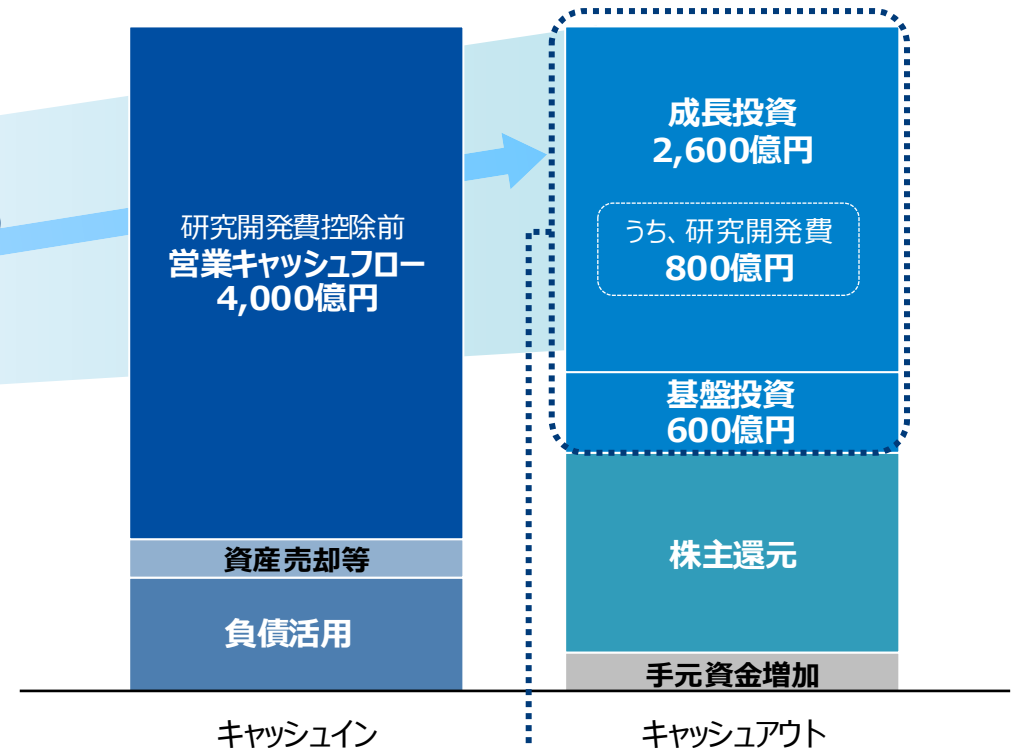 研究開発費控除前
営業キャッシュフロー
4,000億円
資産売却等
負債活用
キャッシュイン
成長投資
2,600億円
うち、研究開発費
800億円
基盤投資
600億円
株主還元
手元資金増加
キャッシュアウト